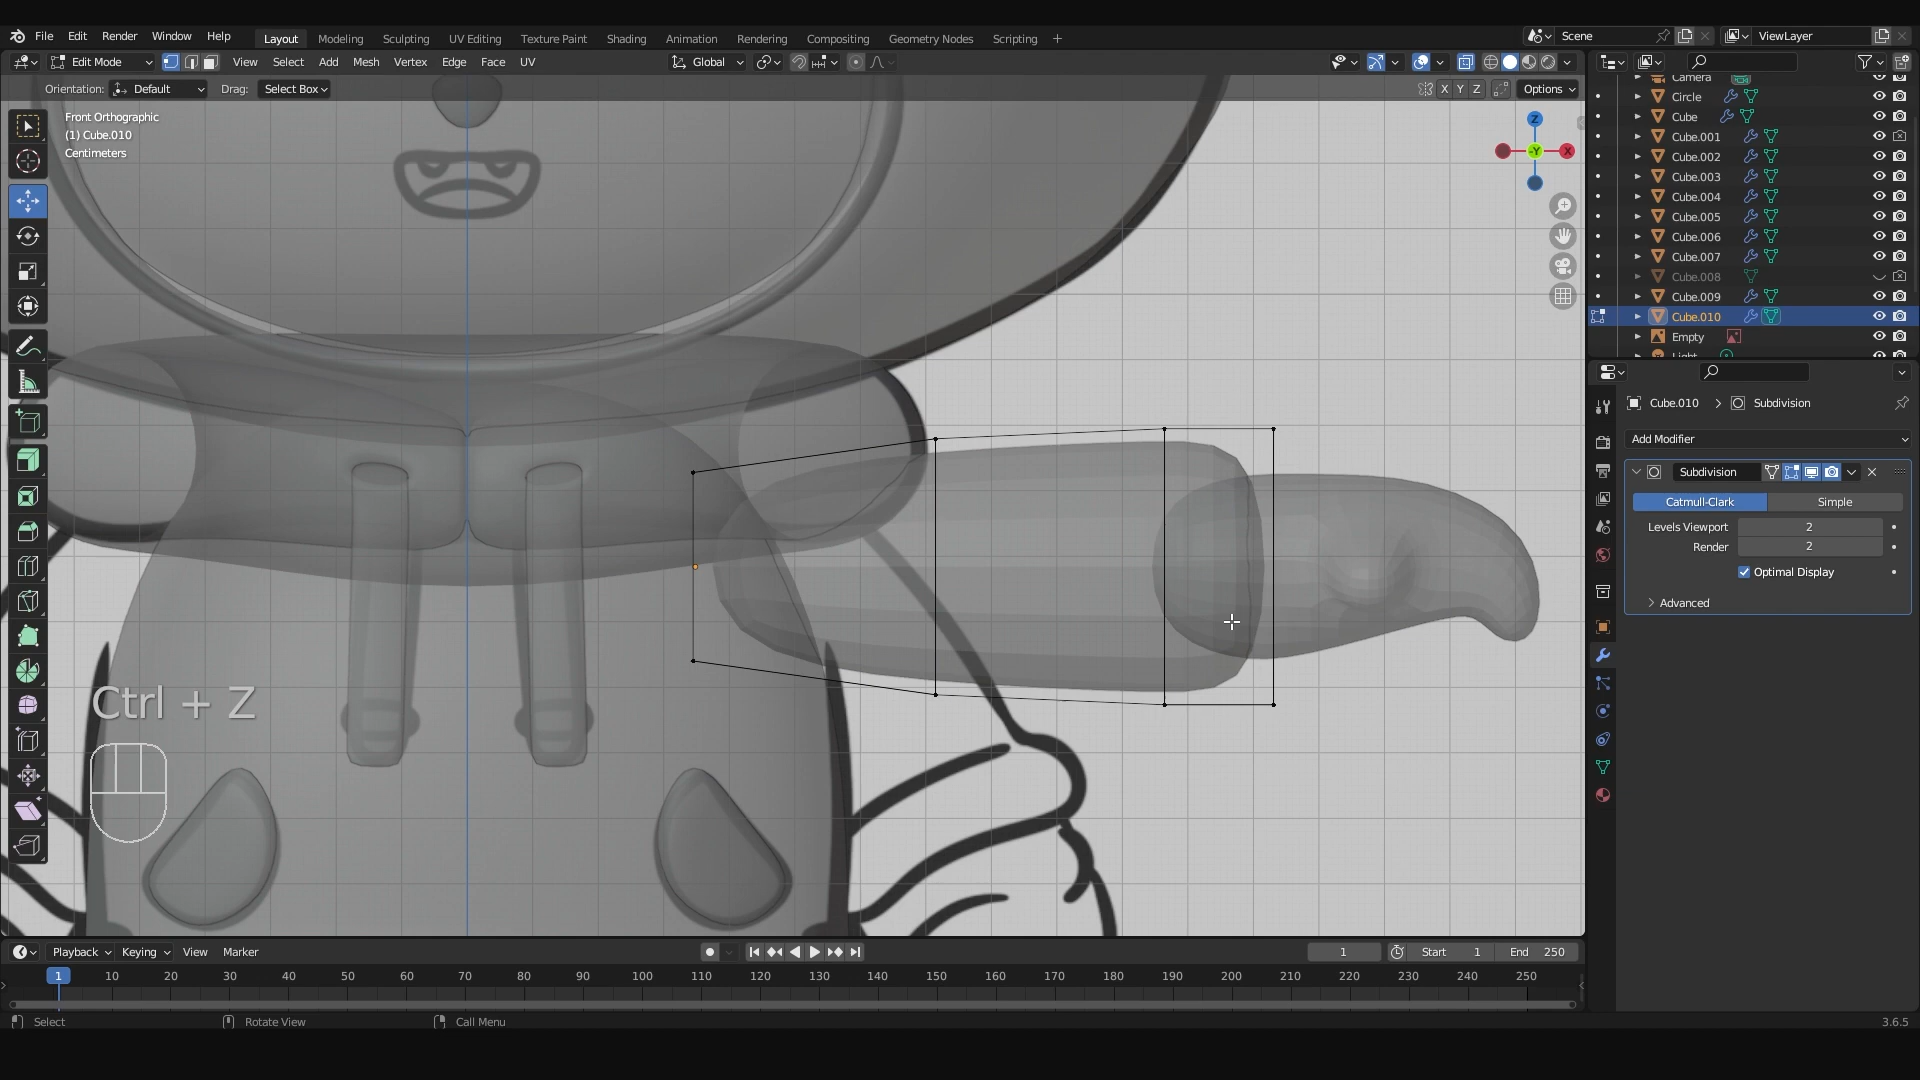 File Edit Render Window Help Layout Modeling Sculpting UV Editing Texture Paint Shading Animation Rendering Compositing Geometry Nodes Scripting + Scene ViewLayer
Edit Mode View Select Add Mesh Vertex Edge Face UV Global
Orientation: Default Drag: Select Box X Y Z Options
Front Orthographic
(1) Cube.010
Centimeters
Z
-Y
X
Camera
Circle
Cube
Cube.001
Cube.002
Cube.003
Cube.004
Cube.005
Cube.006
Cube.007
Cube.008
Cube.009
Cube.010
Empty
Cube.010 > Subdivision
Add Modifier
Subdivision
Catmull-Clark Simple
Levels Viewport 2
Render 2
Optimal Display
Advanced
Ctrl + Z
Playback Keying View Marker 1 Start 1 End 250
1 10 20 30 40 50 60 70 80 90 100 110 120 130 140 150 160 170 180 190 200 210 220 230 240 250
Select Rotate View Call Menu 3.6.5